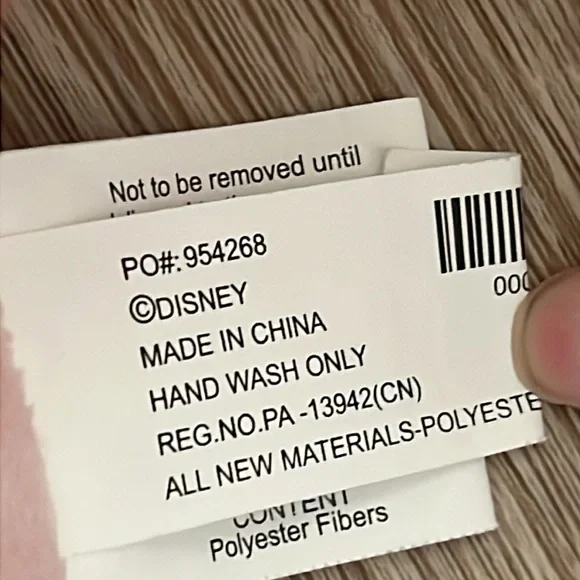 Not to be removed until
PO#:954268
©DISNEY
MADE IN CHINA
HAND WASH ONLY
REG.NO.PA -13942(CN)
ALL NEW MATERIALS-POLYESTE
000
CONTENT
Polyester Fibers